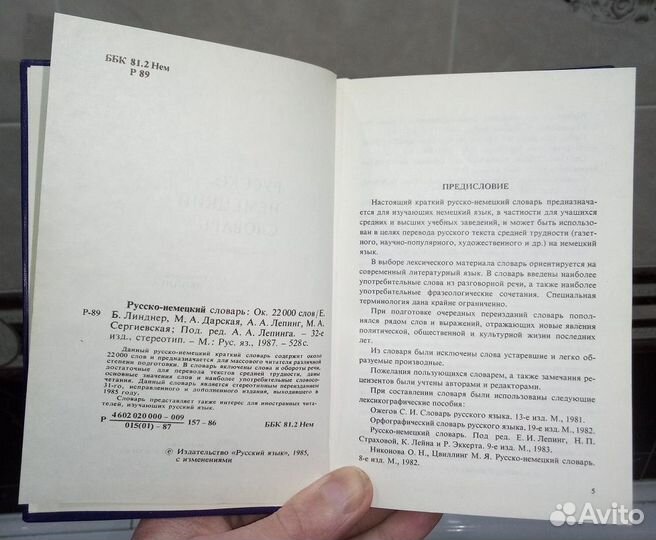 ББК 81.2 Нем
Р 89
Русско-немецкий словарь: Ок. 22 000 слов/Е.
Р-89
Б. Линднер, М. А. Дарская, А. А. Лепинг, М. А.
Сергиевская; Под. ред. А. А. Лепинга. – 32-е
изд., стереотип. – М.: Рус. яз., 1987. – 528 с.
Данный русско-немецкий краткий словарь содержит около
22 000 слов и предназначается для массового читателя различной
степени подготовки. В словарь включены слова и обороты речи,
достаточные для перевода текстов средней трудности, даны
основные значения слов и наиболее употребительные словосо-
четания. Данный словарь является стереотипным переизданием
31-го, исправленного и дополненного издания, выходившего в
1985 году.
Словарь представляет также интерес для иностранных чита-
телей, изучающих русский язык.
Р 4602020000—009
015(01)—87
157—86
ББК 81.2 Нем
© Издательство «Русский язык», 1985,
с изменениями
ПРЕДИСЛОВИЕ
Настоящий краткий русско-немецкий словарь предназнача-
ется для изучающих немецкий язык, в частности для учащихся
средних и высших учебных заведений, и может быть использо-
ван в целях перевода русского текста средней трудности (газет-
ного, научно-популярного, художественного и др.) на немецкий
язык.
В выборе лексического материала словарь ориентируется на
современный литературный язык. В словарь введены наиболее
употребительные слова из разговорной речи, а также наиболее
употребительные фразеологические сочетания. Специальная
терминология дана крайне ограниченно.
При подготовке очередных переизданий словарь пополнялся
рядом слов и выражений, отражающих новые явления
политической, общественной и культурной жизни последних
лет.
Из словаря были исключены слова устаревшие и легко об-
разуемые производные.
Пожелания пользующихся словарем, а также замечания ре-
цензентов были учтены авторами и редакторами.
При составлении словаря были использованы следующие
лексикографические пособия:
Ожегов С. И. Словарь русского языка. 13-е изд. М., 1981.
Орфографический словарь русского языка. 19-е изд. М., 1982.
Русско-немецкий словарь. Под ред. Е. И. Лепинг, Н. П.
Страховой, К. Лейна и Р. Эккерта. 9-е изд. М., 1983.
Никонова О. Н., Цвиллинг М. Я. Русско-немецкий словарь.
8-е изд. М., 1982.
5
Avito